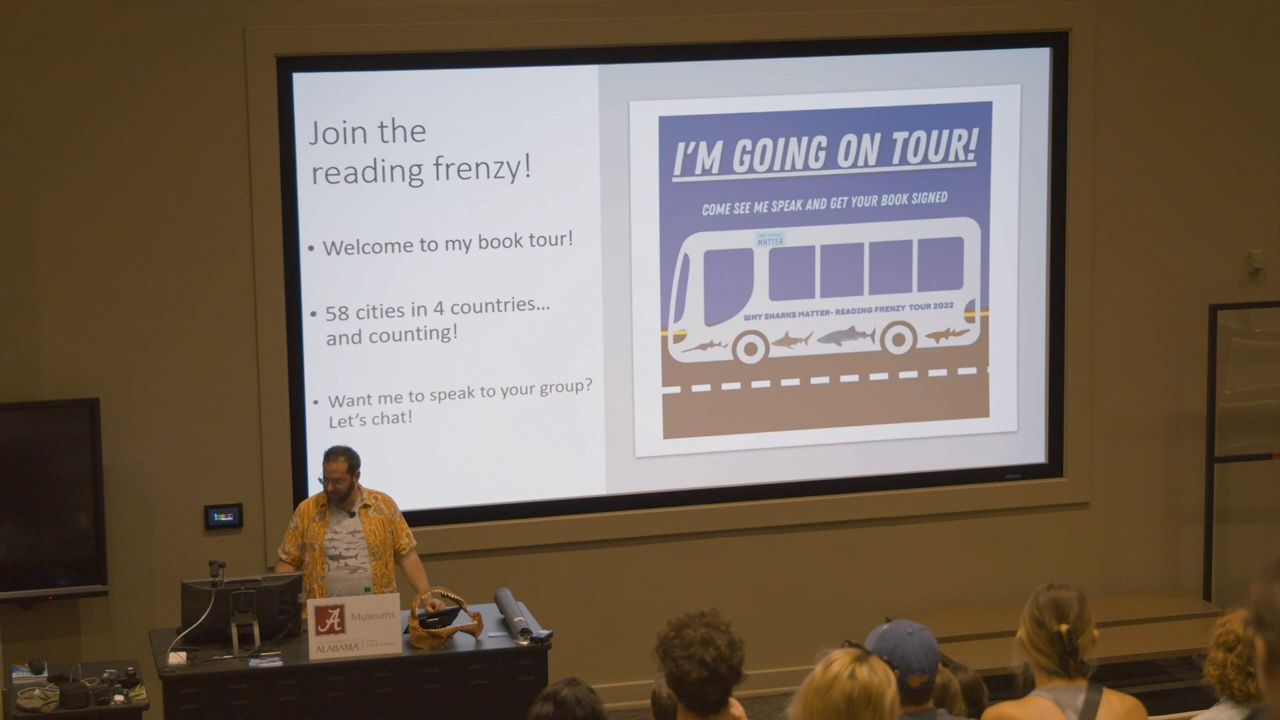 Join the
reading frenzy!
• Welcome to my book tour!
• 58 cities in 4 countries...
and counting!
• Want me to speak to your group?
Let's chat!
I'M GOING ON TOUR!
COME SEE ME SPEAK AND GET YOUR BOOK SIGNED
MATTER
WHY SHARKS MATTER- READING FRENZY TOUR 2022
A Museums
ALABAMA